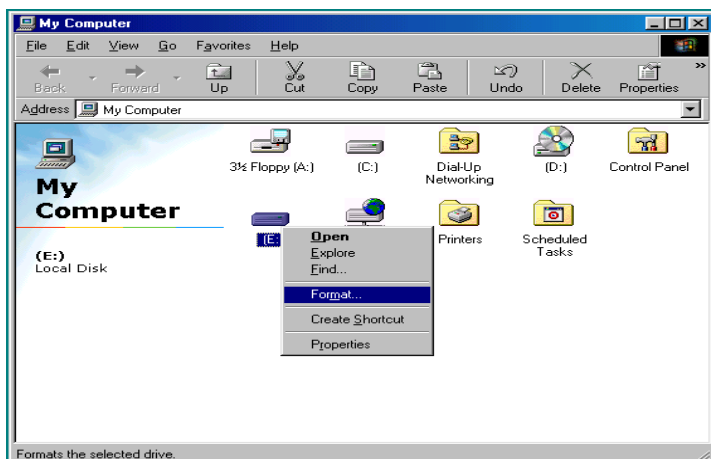 My Computer
File Edit View Go Favorites Help
Back Forward Up Cut Copy Paste Undo Delete Properties »
Address My Computer
My
Computer
(E:)
Local Disk
3½ Floppy (A:) (C:) Dial-Up
Networking (D:) Control Panel
(E: Printers Scheduled
Tasks
Open
Explore
Find...
Format...
Create Shortcut
Properties
Formats the selected drive.